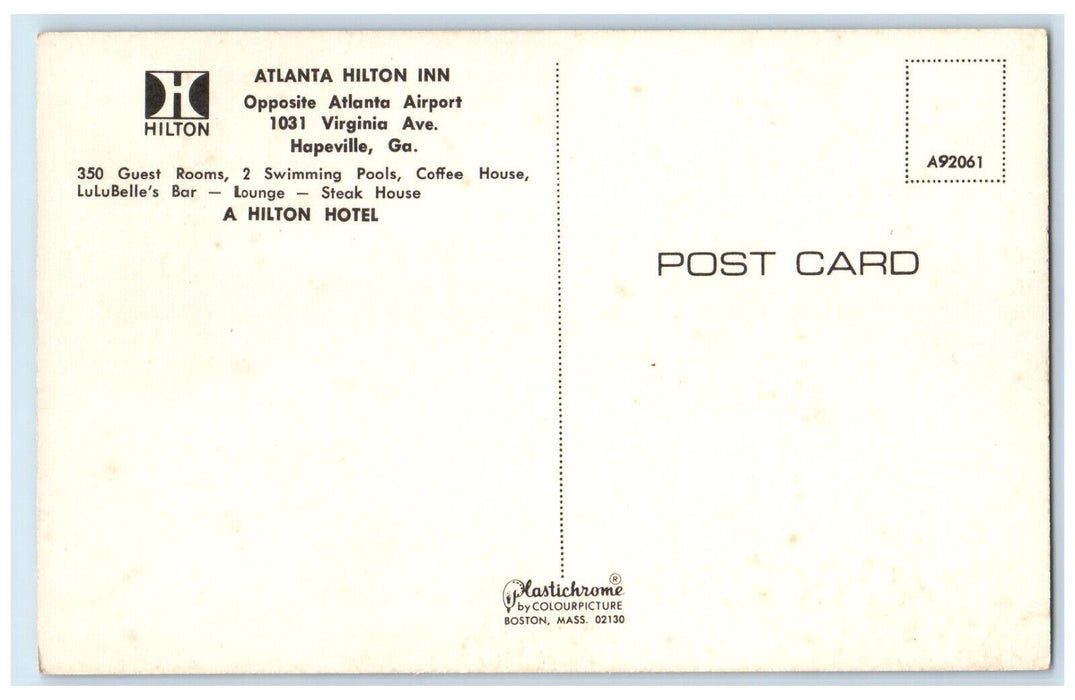 HILTON
ATLANTA HILTON INN
Opposite Atlanta Airport
1031 Virginia Ave.
Hapeville, Ga.
350 Guest Rooms, 2 Swimming Pools, Coffee House,
LuLuBelle's Bar — Lounge — Steak House
A HILTON HOTEL
A92061
POST CARD
Plastichrome®
by COLOURPICTURE
BOSTON, MASS. 02130